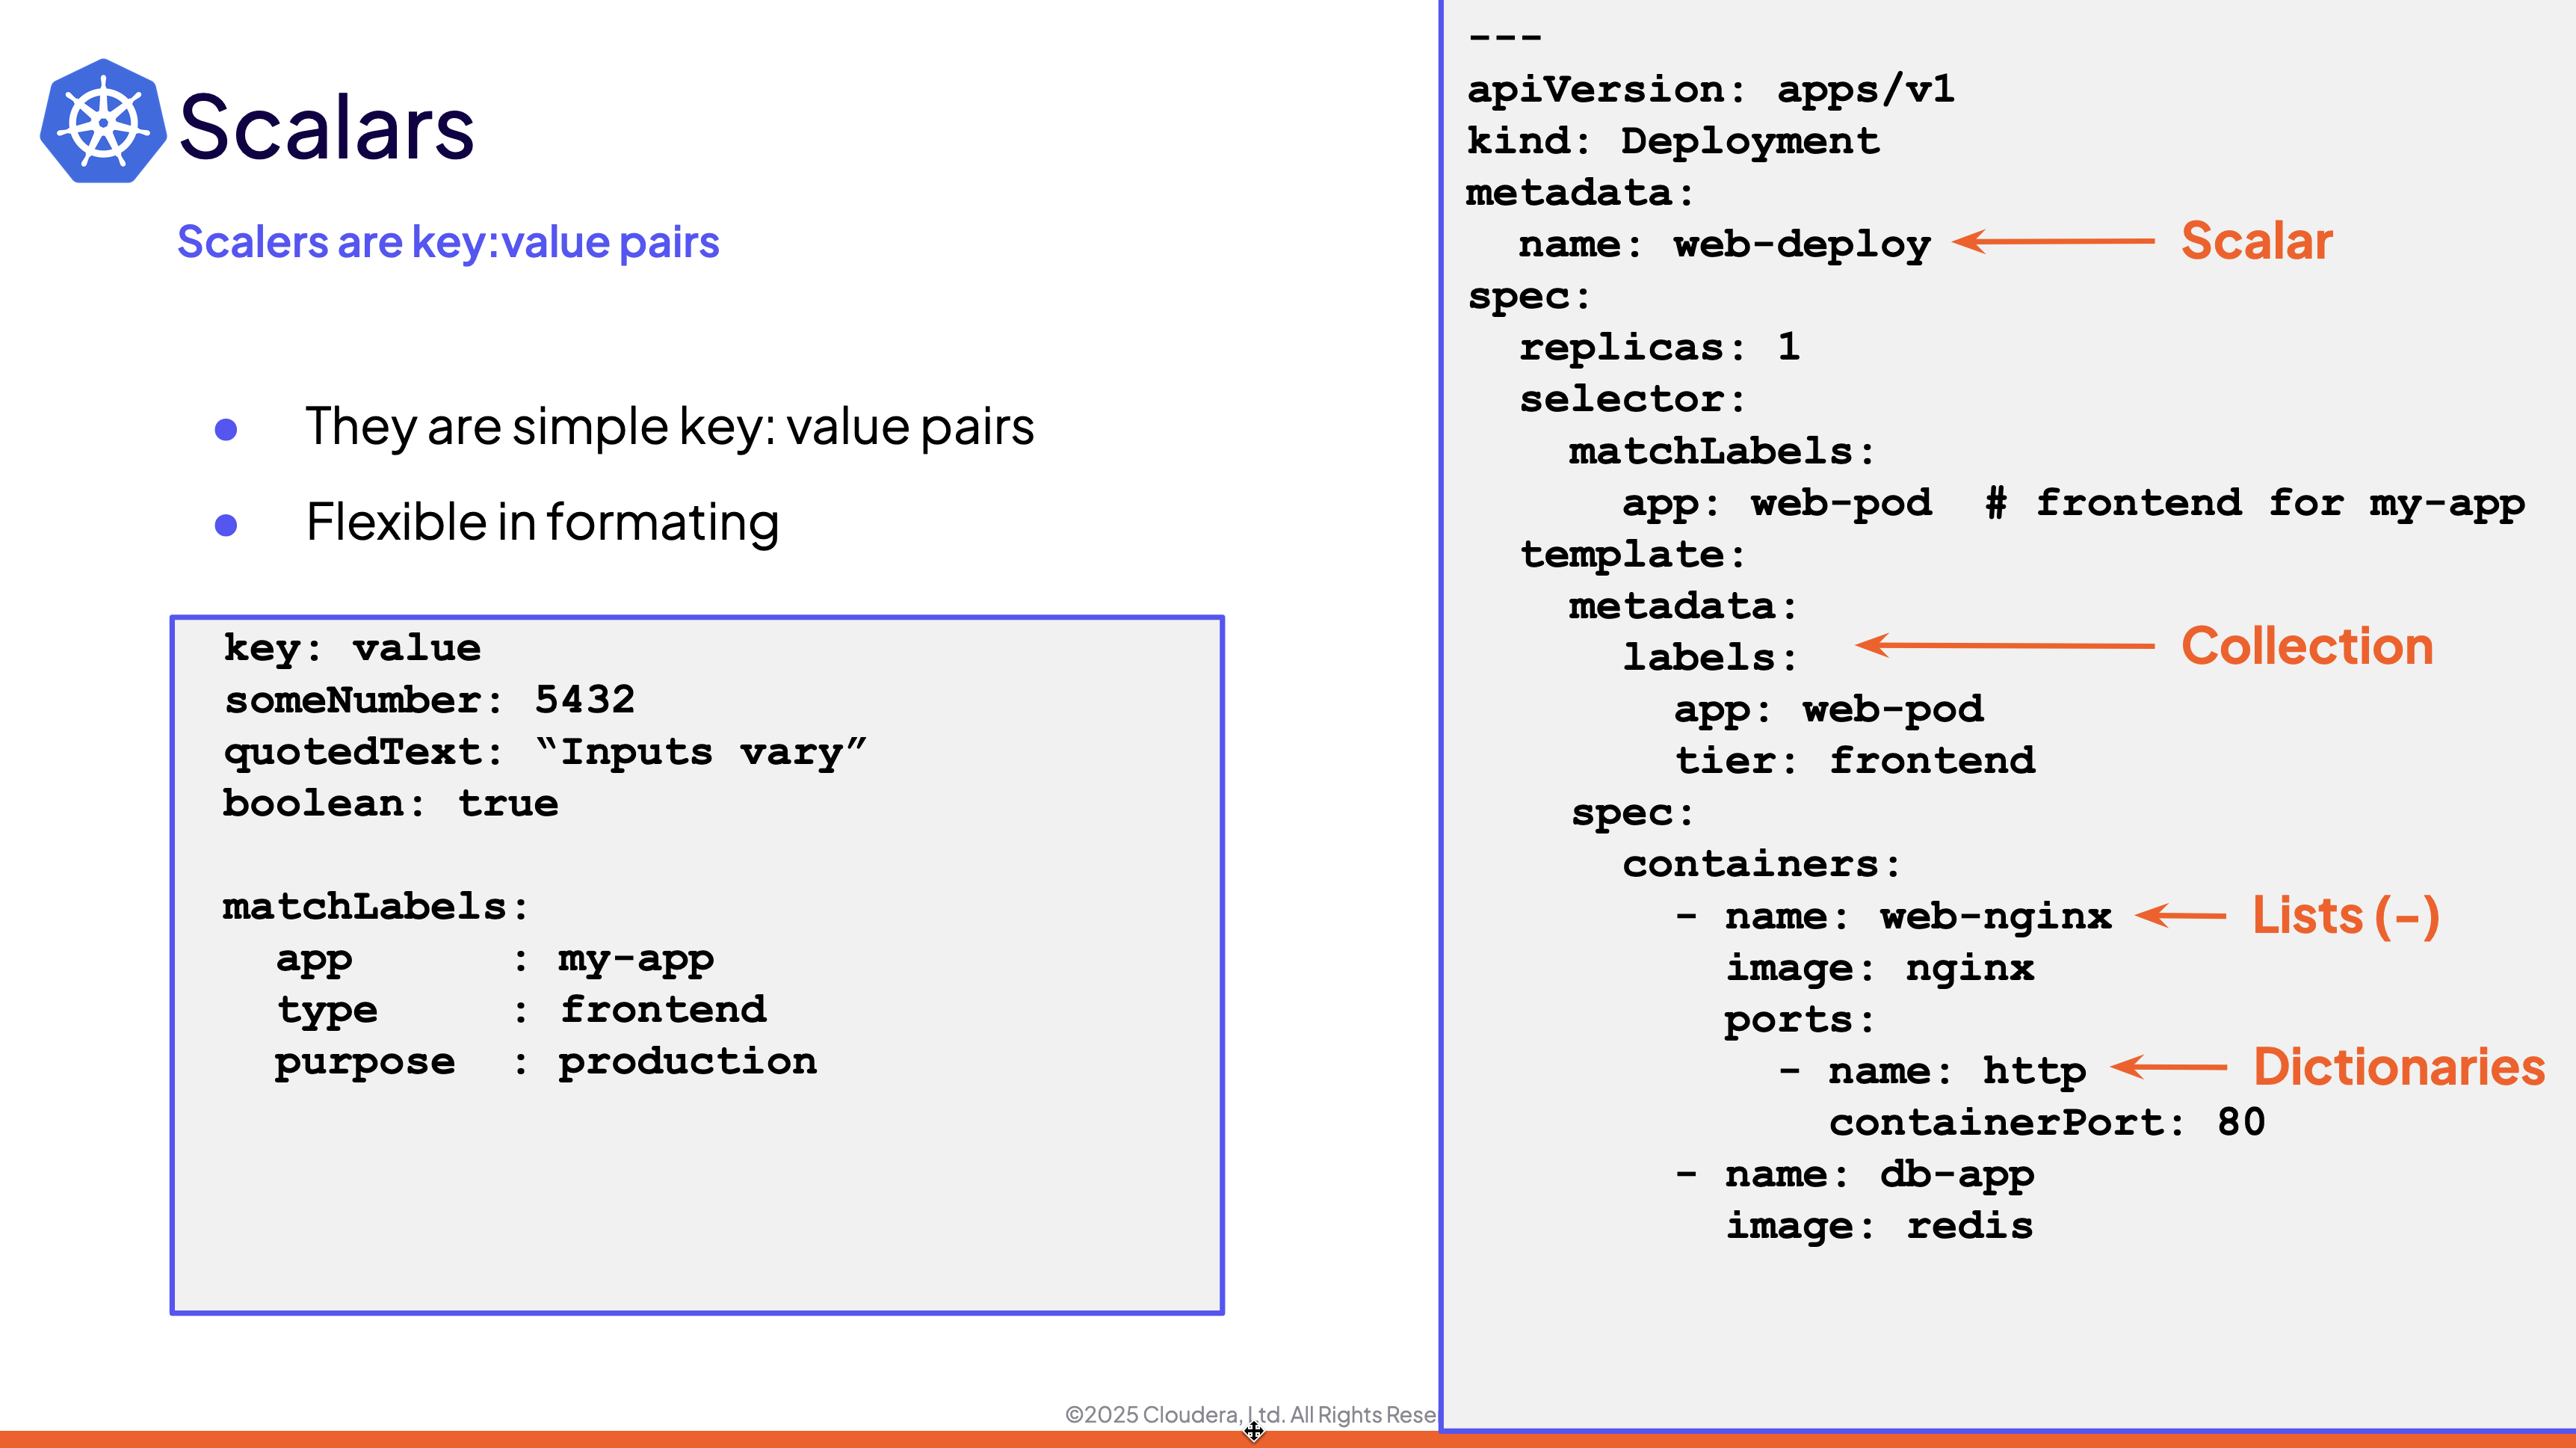 Scalars
Scalers are key:value pairs
They are simple key: value pairs
Flexible in formating
key: value
someNumber: 5432
quotedText: “Inputs vary”
boolean: true
matchLabels:
  app      : my-app
  type     : frontend
  purpose  : production
©2025 Cloudera, Ltd. All Rights Rese
---
apiVersion: apps/v1
kind: Deployment
metadata:
  name: web-deploy
Scalar
spec:
  replicas: 1
  selector:
    matchLabels:
      app: web-pod  # frontend for my-app
  template:
    metadata:
      labels:
Collection
        app: web-pod
        tier: frontend
    spec:
      containers:
        - name: web-nginx
Lists (-)
          image: nginx
          ports:
            - name: http
Dictionaries
              containerPort: 80
        - name: db-app
          image: redis